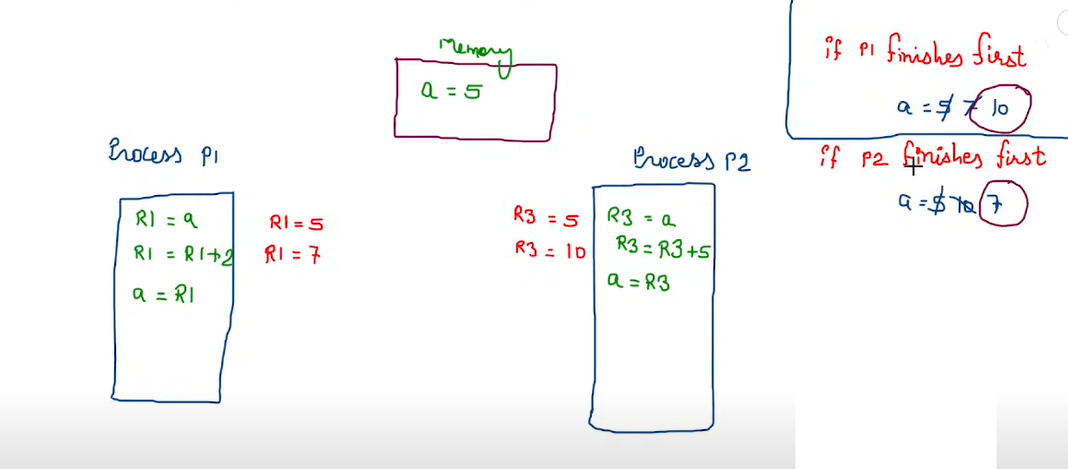 Memory
a = 5
Process P1
R1 = a
R1 = R1+2
a = R1
R1 = 5
R1 = 7
Process P2
R3 = 5
R3 = 10
R3 = a
R3 = R3+5
a = R3
if P1 finishes first
a = 5 7 10
if P2 finishes first
a = 5 10 7